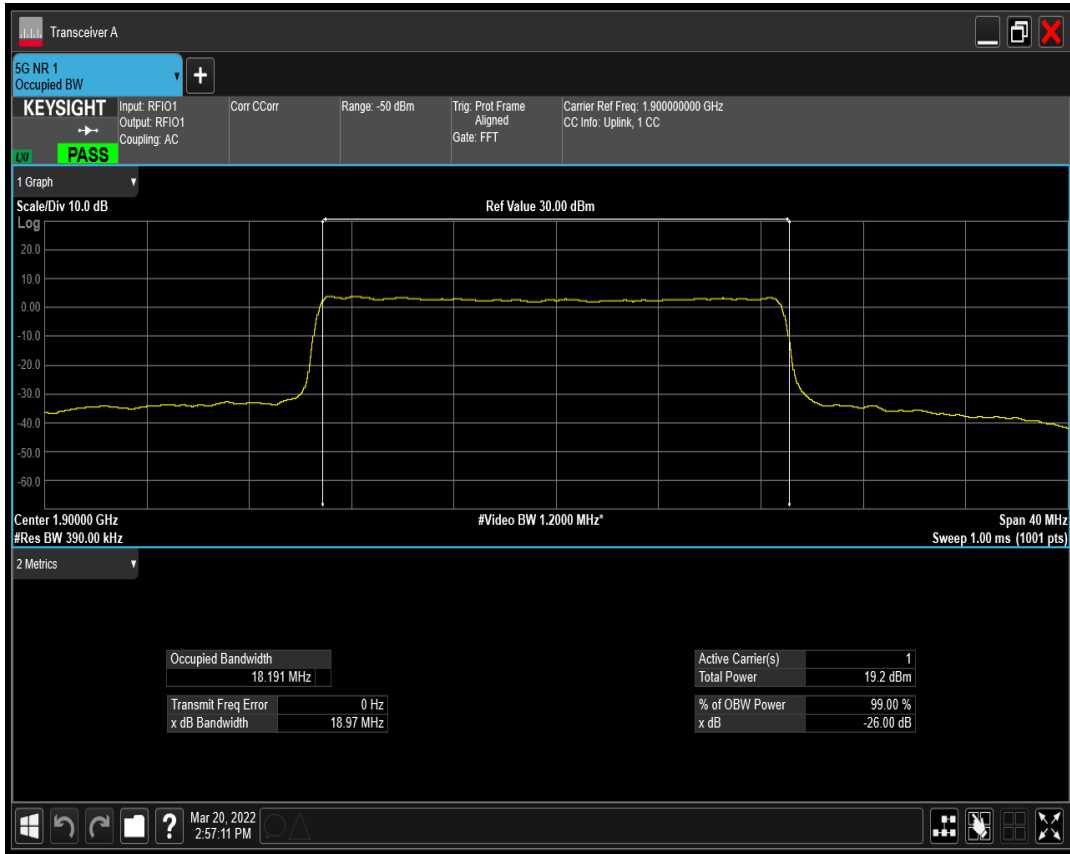 Transceiver A
5G NR 1
Occupied BW
+
KEYSIGHT
LXI
PASS
Input: RFIO1
Output: RFIO1
Coupling: AC
Corr CCorr
Range: -50 dBm
Trig: Prot Frame
Aligned
Gate: FFT
Carrier Ref Freq: 1.900000000 GHz
CC Info: Uplink, 1 CC
1 Graph
Scale/Div 10.0 dB
Ref Value 30.00 dBm
Log
20.0
10.0
0.00
-10.0
-20.0
-30.0
-40.0
-50.0
-60.0
Center 1.90000 GHz
#Video BW 1.2000 MHz*
Span 40 MHz
#Res BW 390.00 kHz
Sweep 1.00 ms (1001 pts)
2 Metrics
Occupied Bandwidth
18.191 MHz
Transmit Freq Error 0 Hz
x dB Bandwidth 18.97 MHz
Active Carrier(s) 1
Total Power 19.2 dBm
% of OBW Power 99.00 %
x dB -26.00 dB
?
Mar 20, 2022
2:57:11 PM